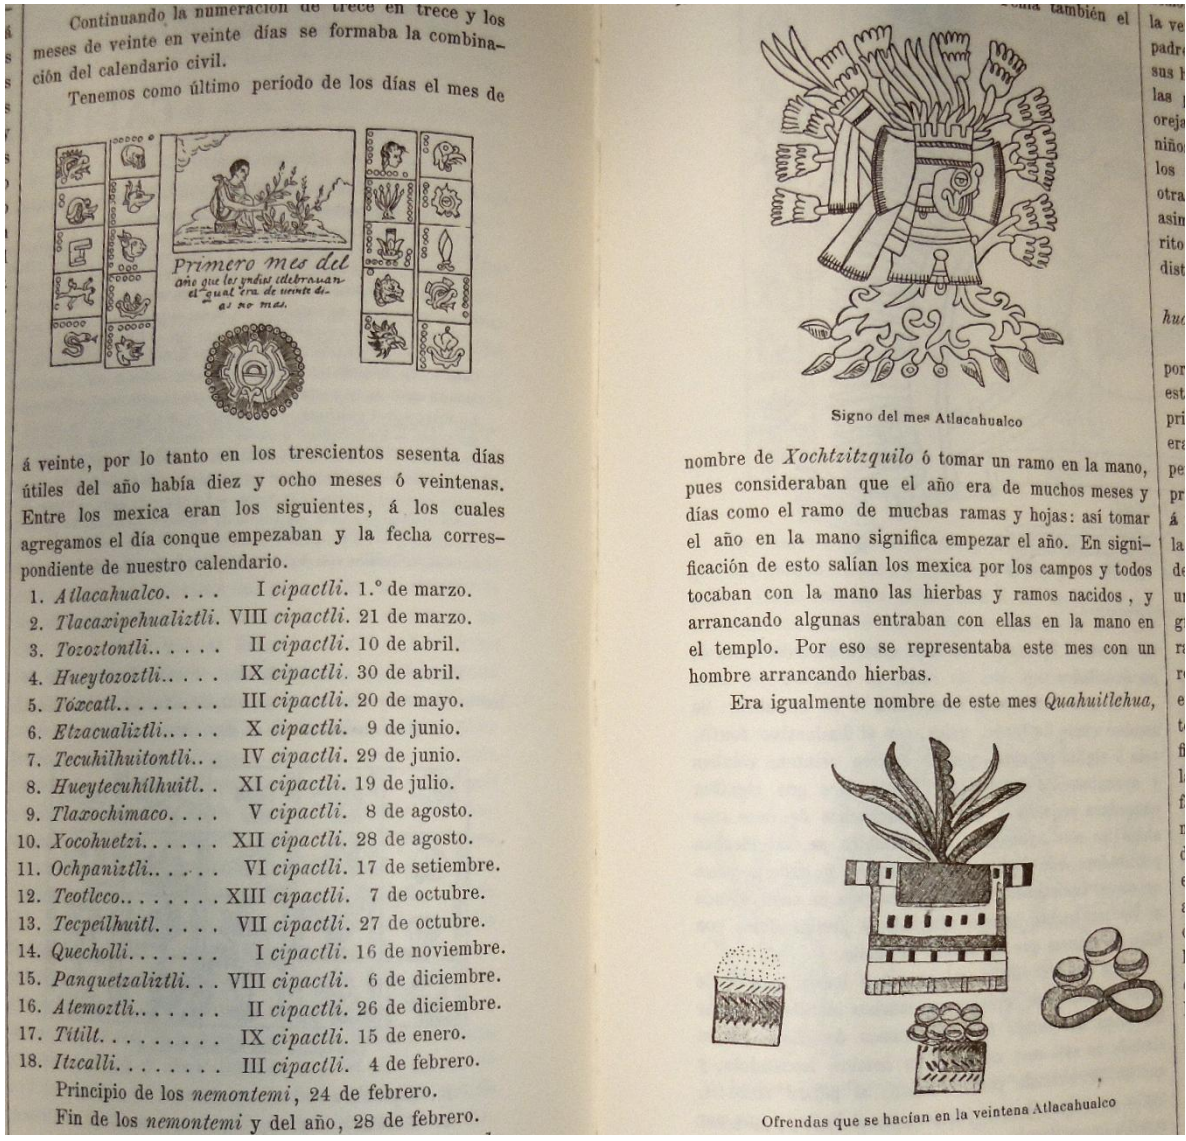 Continuando la numeración de trece en trece y los
meses de veinte en veinte días se formaba la combina-
ción del calendario civil.
Tenemos como último período de los días el mes de
Primero mes del
año que los yndios celebrauan
el qual era de ueinte di-
as no mas.
á veinte, por lo tanto en los trescientos sesenta días
útiles del año había diez y ocho meses ó veintenas.
Entre los mexica eran los siguientes, á los cuales
agregamos el día conque empezaban y la fecha corres-
pondiente de nuestro calendario.
1. Atlacahualco. . . . I cipactli. 1.º de marzo.
2. Tlacaxipehualiztli. VIII cipactli. 21 de marzo.
3. Tozoztontli. . . . . . II cipactli. 10 de abril.
4. Hueytozoztli. . . . . IX cipactli. 30 de abril.
5. Tóxcatl. . . . . . . . III cipactli. 20 de mayo.
6. Etzacualiztli. . . . . X cipactli. 9 de junio.
7. Tecuhilhuitontli. . . IV cipactli. 29 de junio.
8. Hueytecuhílhuitl. . XI cipactli. 19 de julio.
9. Tlaxochimaco. . . . V cipactli. 8 de agosto.
10. Xocohuetzi. . . . . . XII cipactli. 28 de agosto.
11. Ochpaniztli. . . . . . VI cipactli. 17 de setiembre.
12. Teotleco. . . . . . . . XIII cipactli. 7 de octubre.
13. Tecpeílhuitl. . . . . VII cipactli. 27 de octubre.
14. Quecholli. . . . . . . I cipactli. 16 de noviembre.
15. Panquetzaliztli. . . VIII cipactli. 6 de diciembre.
16. Atemoztli. . . . . . . II cipactli. 26 de diciembre.
17. Títilt. . . . . . . . . IX cipactli. 15 de enero.
18. Itzcalli. . . . . . . . III cipactli. 4 de febrero.
Principio de los nemontemi, 24 de febrero.
Fin de los nemontemi y del año, 28 de febrero.
también el
Signo del mes Atlacahualco
nombre de Xochtzitzquilo ó tomar un ramo en la mano,
pues consideraban que el año era de muchos meses y
días como el ramo de muchas ramas y hojas: así tomar
el año en la mano significa empezar el año. En signi-
ficación de esto salían los mexica por los campos y todos
tocaban con la mano las hierbas y ramos nacidos, y
arrancando algunas entraban con ellas en la mano en
el templo. Por eso se representaba este mes con un
hombre arrancando hierbas.
Era igualmente nombre de este mes Quahuitlehua,
Ofrendas que se hacían en la veintena Atlacahualco